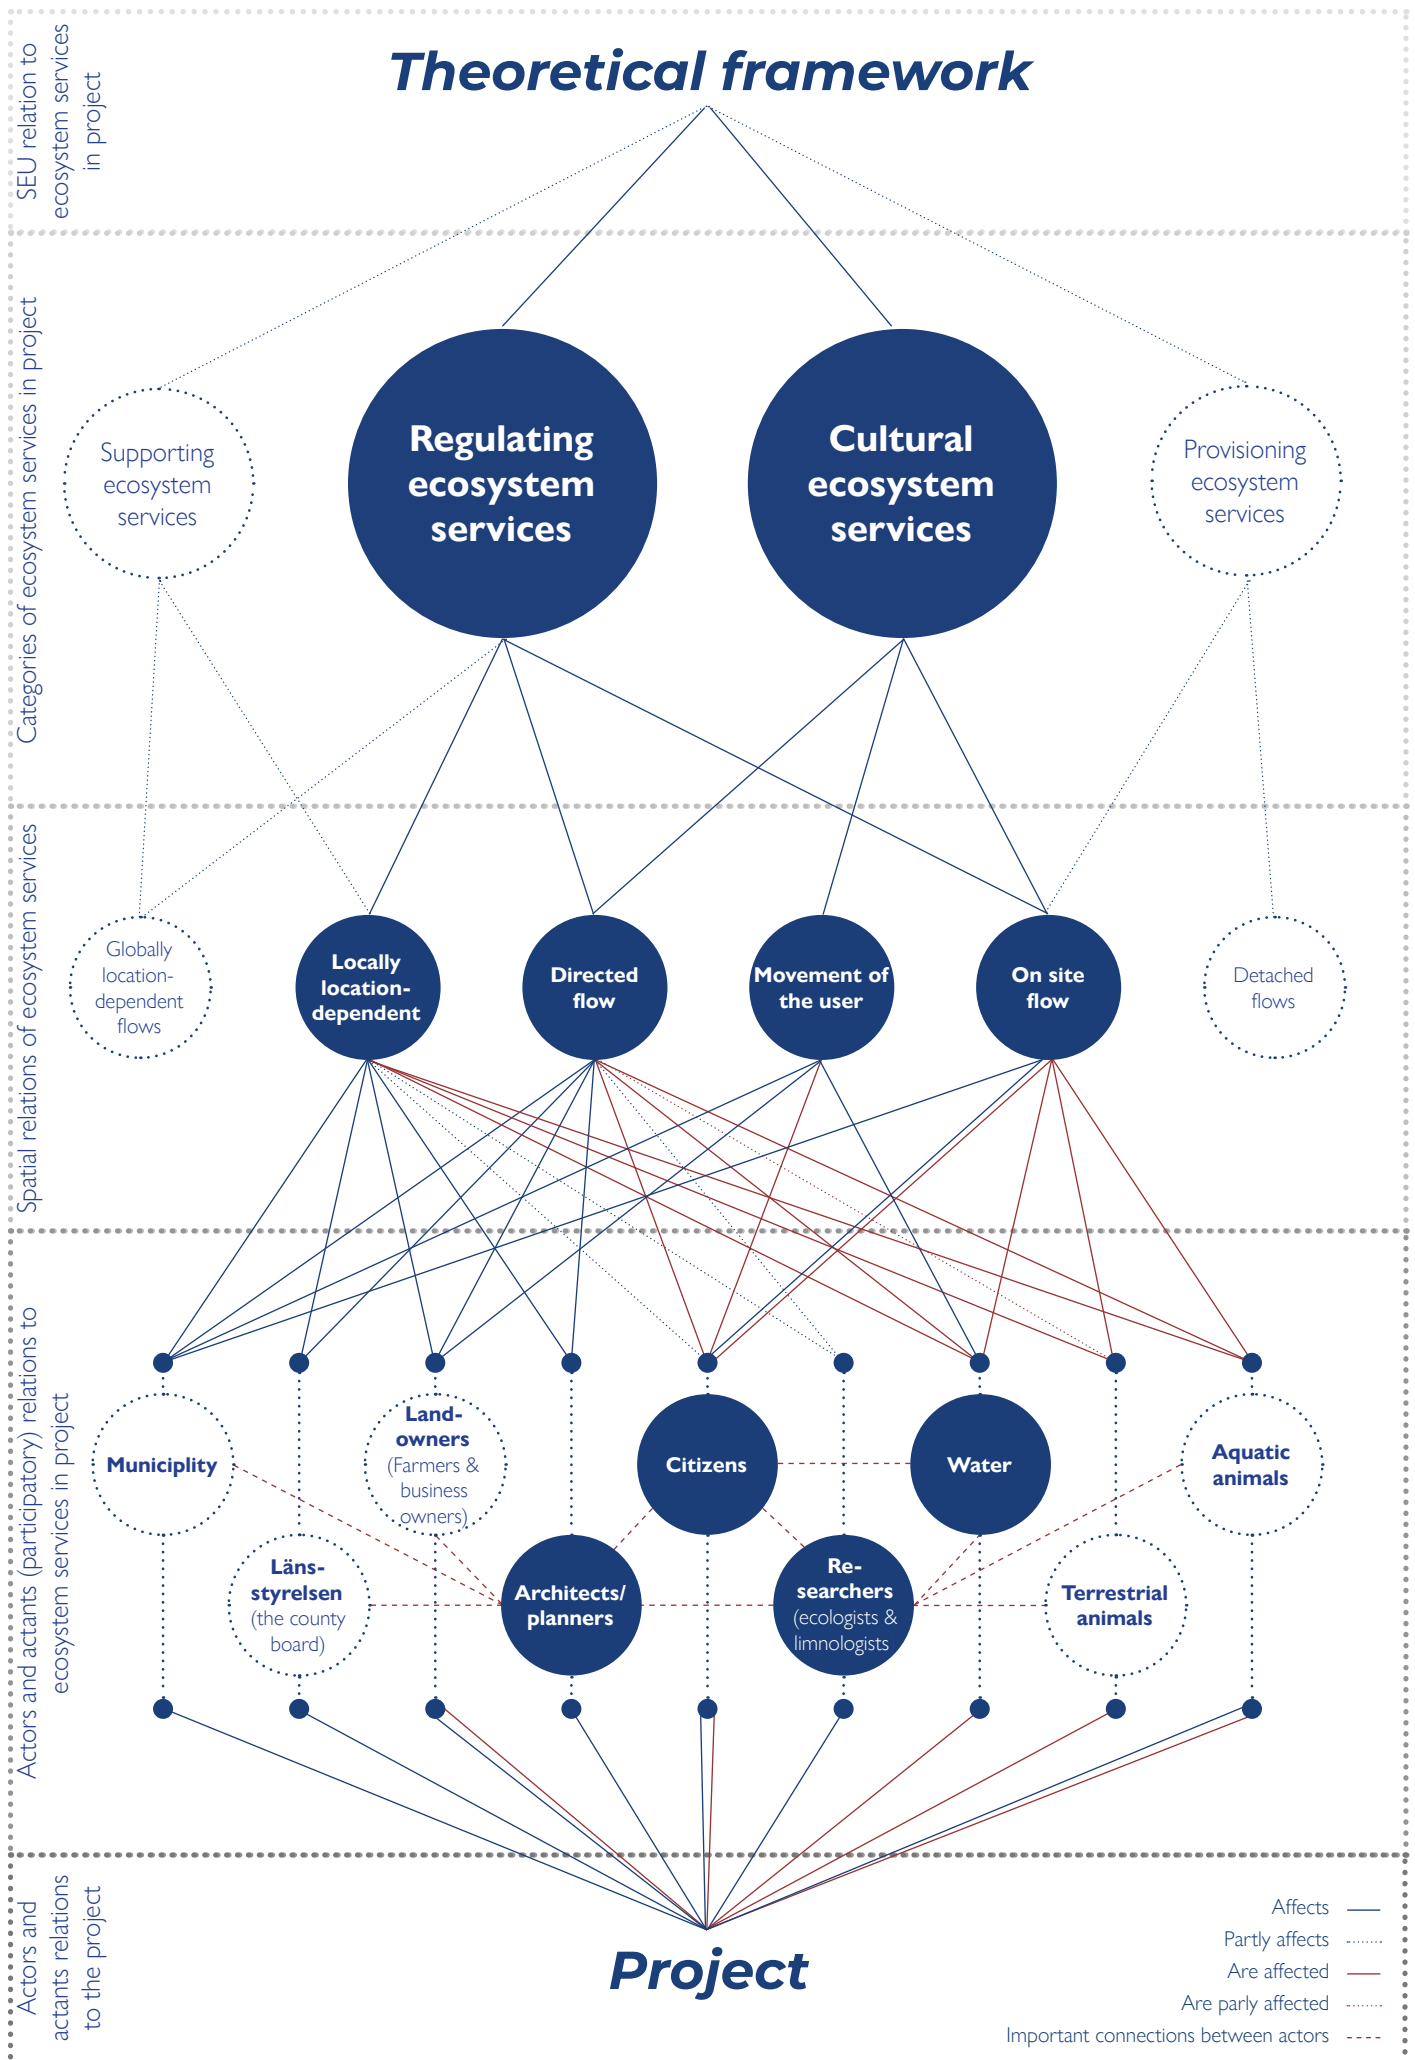 Theoretical framework
SEU relation to
ecosystem services
in project
Categories of ecosystem services in project
Supporting
ecosystem
services
Regulating
ecosystem
services
Cultural
ecosystem
services
Provisioning
ecosystem
services
Spatial relations of ecosystem services
Globally
location-
dependent
flows
Locally
location-
dependent
Directed
flow
Movement of
the user
On site
flow
Detached
flows
Actors and actants (participatory) relations to
ecosystem services in project
Municiplity
Land-
owners
(Farmers &
business
owners)
Citizens
Water
Aquatic
animals
Läns-
styrelsen
(the county
board)
Architects/
planners
Re-
searchers
(ecologists &
limnologists
Terrestrial
animals
Actors and
actants relations
to the project
Project
Affects
Partly affects
Are affected
Are parly affected
Important connections between actors